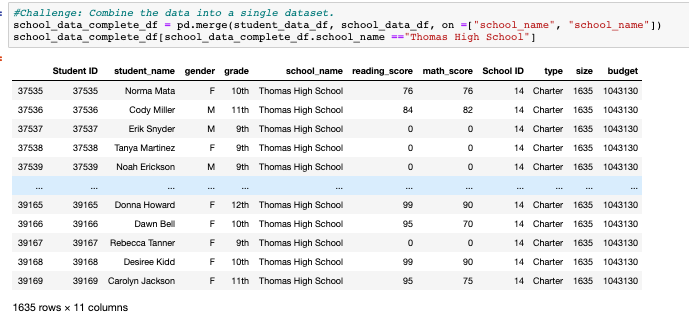 #Challenge: Combine the data into a single dataset.
school_data_complete_df = pd.merge(student_data_df, school_data_df, on =["school_name", "school_name"])
school_data_complete_df[school_data_complete_df.school_name =="Thomas High School"]
Student ID student_name gender grade school_name reading_score math_score School ID type size budget
37535 37535 Norma Mata F 10th Thomas High School 76 76 14 Charter 1635 1043130
37536 37536 Cody Miller M 11th Thomas High School 84 82 14 Charter 1635 1043130
37537 37537 Erik Snyder M 9th Thomas High School 0 0 14 Charter 1635 1043130
37538 37538 Tanya Martinez F 9th Thomas High School 0 0 14 Charter 1635 1043130
37539 37539 Noah Erickson M 9th Thomas High School 0 0 14 Charter 1635 1043130
... ... ... ... ... ... ... ... ... ... ... ...
39165 39165 Donna Howard F 12th Thomas High School 99 90 14 Charter 1635 1043130
39166 39166 Dawn Bell F 10th Thomas High School 95 70 14 Charter 1635 1043130
39167 39167 Rebecca Tanner F 9th Thomas High School 0 0 14 Charter 1635 1043130
39168 39168 Desiree Kidd F 10th Thomas High School 99 90 14 Charter 1635 1043130
39169 39169 Carolyn Jackson F 11th Thomas High School 95 75 14 Charter 1635 1043130
1635 rows × 11 columns